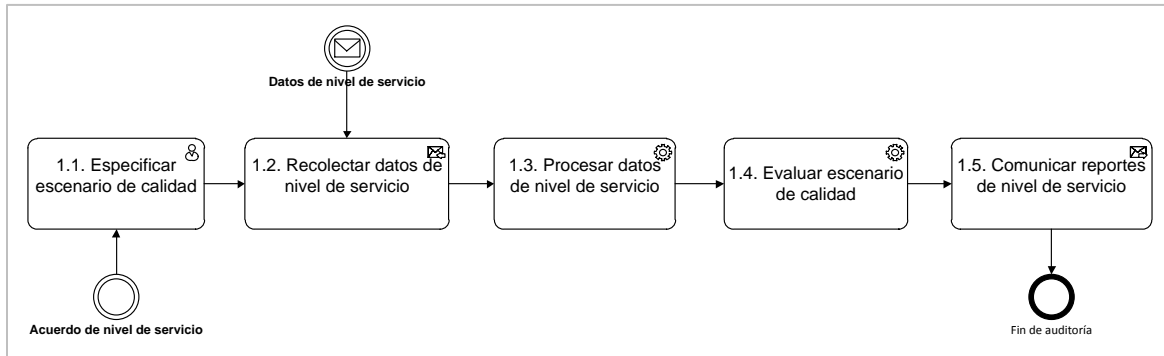 Datos de nivel de servicio
1.1. Especificar
escenario de calidad
1.2. Recolectar datos de
nivel de servicio
1.3. Procesar datos
de nivel de servicio
1.4. Evaluar escenario
de calidad
1.5. Comunicar reportes
de nivel de servicio
Acuerdo de nivel de servicio
Fin de auditoría